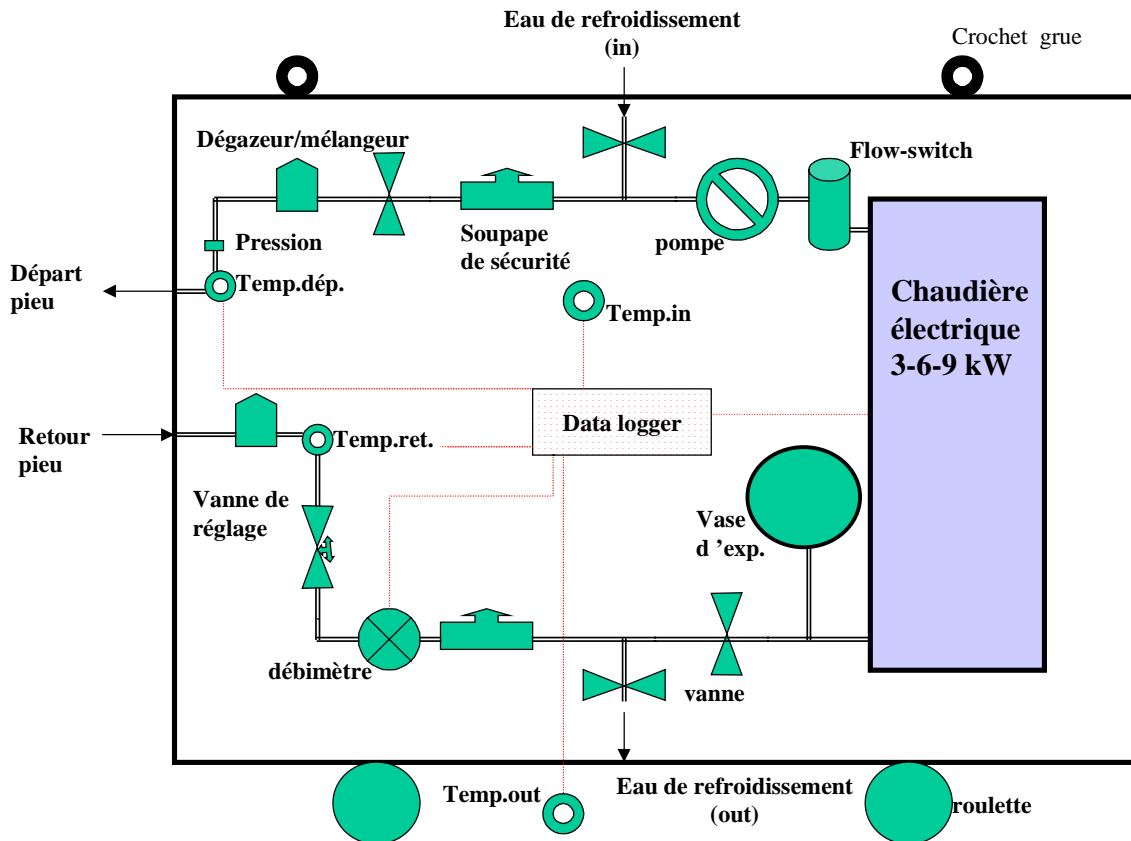 Eau de refroidissement
(in)
Crochet grue
Dégazeur/mélangeur
Flow-switch
Pression
Soupape
de sécurité
pompe
Départ
pieu
Temp.dép.
Temp.in
Chaudière
électrique
3-6-9 kW
Data logger
Retour
pieu
Temp.ret.
Vanne de
réglage
Vase
d ’exp.
débimètre
vanne
Temp.out
Eau de refroidissement
(out)
roulette